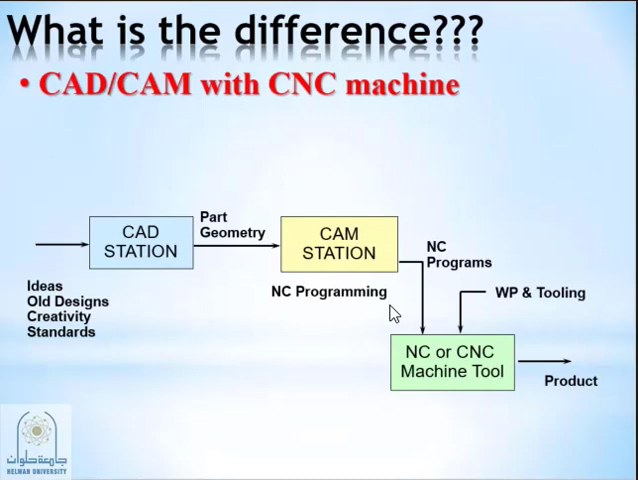 What is the difference???
• CAD/CAM with CNC machine
CAD
STATION
Part
Geometry
CAM
STATION
NC
Programs
Ideas
Old Designs
Creativity
Standards
NC Programming
WP & Tooling
NC or CNC
Machine Tool
Product
جامعة حلوان
HELWAN UNIVERSITY